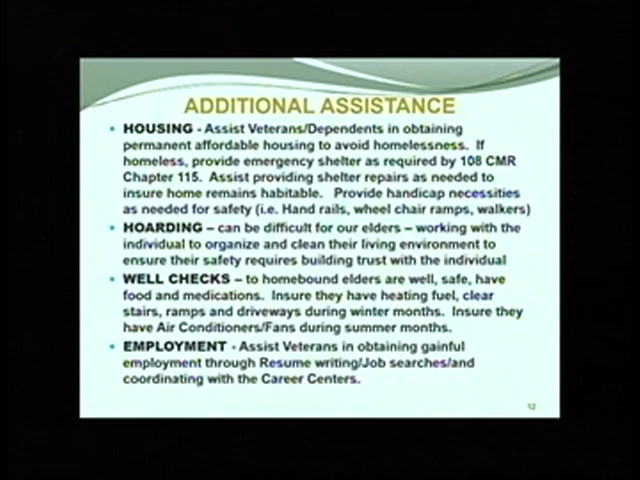 ADDITIONAL ASSISTANCE
• HOUSING - Assist Veterans/Dependents in obtaining
permanent affordable housing to avoid homelessness. If
homeless, provide emergency shelter as required by 108 CMR
Chapter 115. Assist providing shelter repairs as needed to
insure home remains habitable. Provide handicap necessities
as needed for safety (i.e. Hand rails, wheel chair ramps, walkers)
• HOARDING – can be difficult for our elders – working with the
individual to organize and clean their living environment to
ensure their safety requires building trust with the individual
• WELL CHECKS – to homebound elders are well, safe, have
food and medications. Insure they have heating fuel, clear
stairs, ramps and driveways during winter months. Insure they
have Air Conditioners/Fans during summer months.
• EMPLOYMENT - Assist Veterans in obtaining gainful
employment through Resume writing/Job searches/and
coordinating with the Career Centers.
12